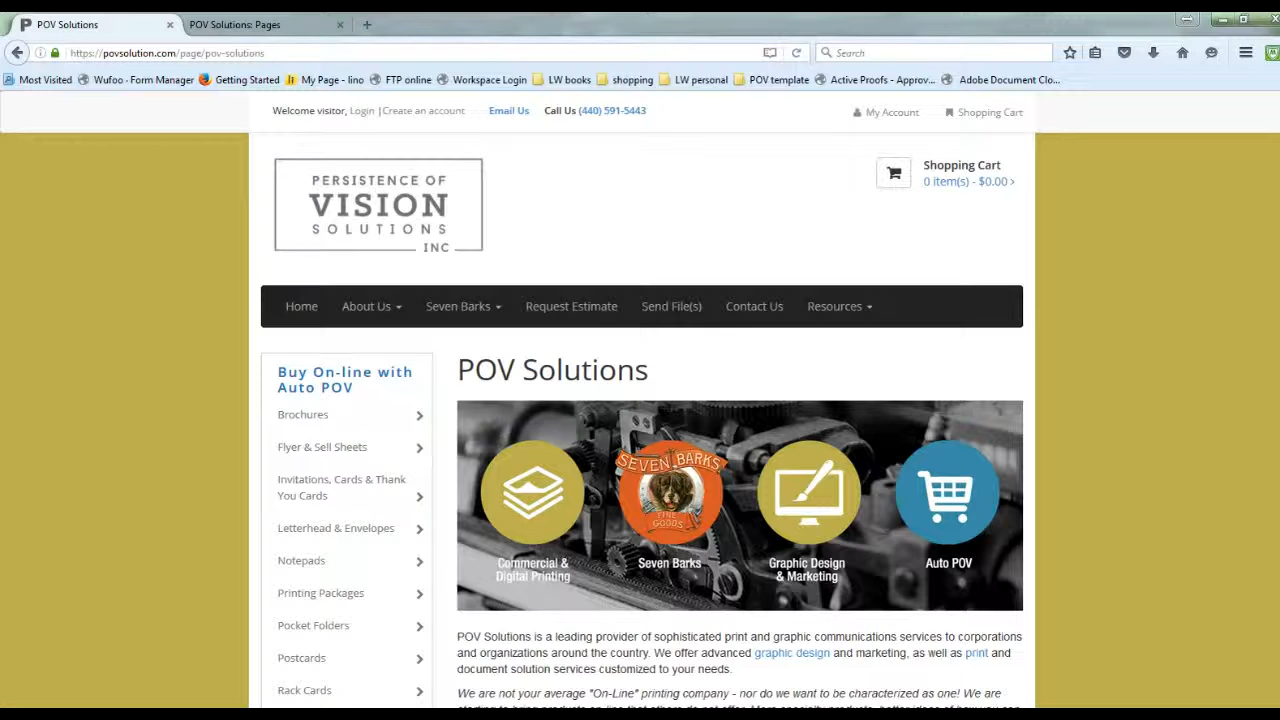 POV Solutions
POV Solutions: Pages
https://povsolution.com/page/pov-solutions
Search
Most Visited
Wufoo - Form Manager
Getting Started
My Page - lino
FTP online
Workspace Login
LW books
shopping
LW personal
POV template
Active Proofs - Approv...
Adobe Document Clo...
Welcome visitor, Login |Create an account
Email Us
Call Us (440) 591-5443
My Account
Shopping Cart
PERSISTENCE OF
VISION
SOLUTIONS
INC
Shopping Cart
0 item(s) - $0.00
Home
About Us
Seven Barks
Request Estimate
Send File(s)
Contact Us
Resources
Buy On-line with
Auto POV
Brochures
Flyer & Sell Sheets
Invitations, Cards & Thank
You Cards
Letterhead & Envelopes
Notepads
Printing Packages
Pocket Folders
Postcards
Rack Cards
POV Solutions
SEVEN BARKS
FINE
GOODS
Commercial &
Digital Printing
Seven Barks
Graphic Design
& Marketing
Auto POV
POV Solutions is a leading provider of sophisticated print and graphic communications services to corporations
and organizations around the country. We offer advanced graphic design and marketing, as well as print and
document solution services customized to your needs.
We are not your average "On-Line" printing company - nor do we want to be characterized as one! We are